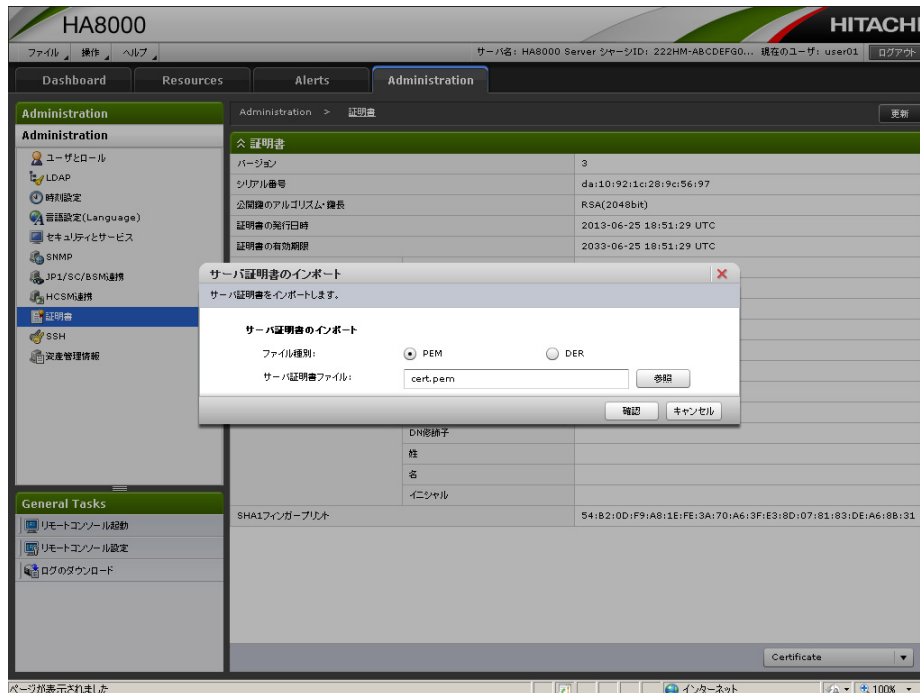 HA8000
HITACHI
ファイル 操作 ヘルプ サーバ名: HA8000 Server シャーシID: 222HM-ABCDEFG0... 現在のユーザ: user01 ログアウト
Dashboard Resources Alerts Administration
Administration
Administration > 証明書 更新
Administration
ユーザとロール
LDAP
時刻設定
言語設定(Language)
セキュリティとサービス
SNMP
JP1/SC/BSM連携
HCSM連携
証明書
SSH
資産管理情報
証明書
バージョン 3
シリアル番号 da:10:92:1c:28:9c:56:97
公開鍵のアルゴリズム・鍵長 RSA(2048bit)
証明書の発行日時 2013-06-25 18:51:29 UTC
証明書の有効期限 2033-06-25 18:51:29 UTC
サーバ証明書のインポート
サーバ証明書をインポートします。
サーバ証明書のインポート
ファイル種別: PEM DER
サーバ証明書ファイル: cert.pem 参照
確認 キャンセル
DN修飾子
姓
名
イニシャル
SHA1フィンガープリント 54:B2:0D:F9:A8:1E:FE:3A:70:A6:3F:E3:8D:07:81:83:DE:A6:8B:31
General Tasks
リモートコンソール起動
リモートコンソール設定
ログのダウンロード
Certificate
ページが表示されました インターネット 100%